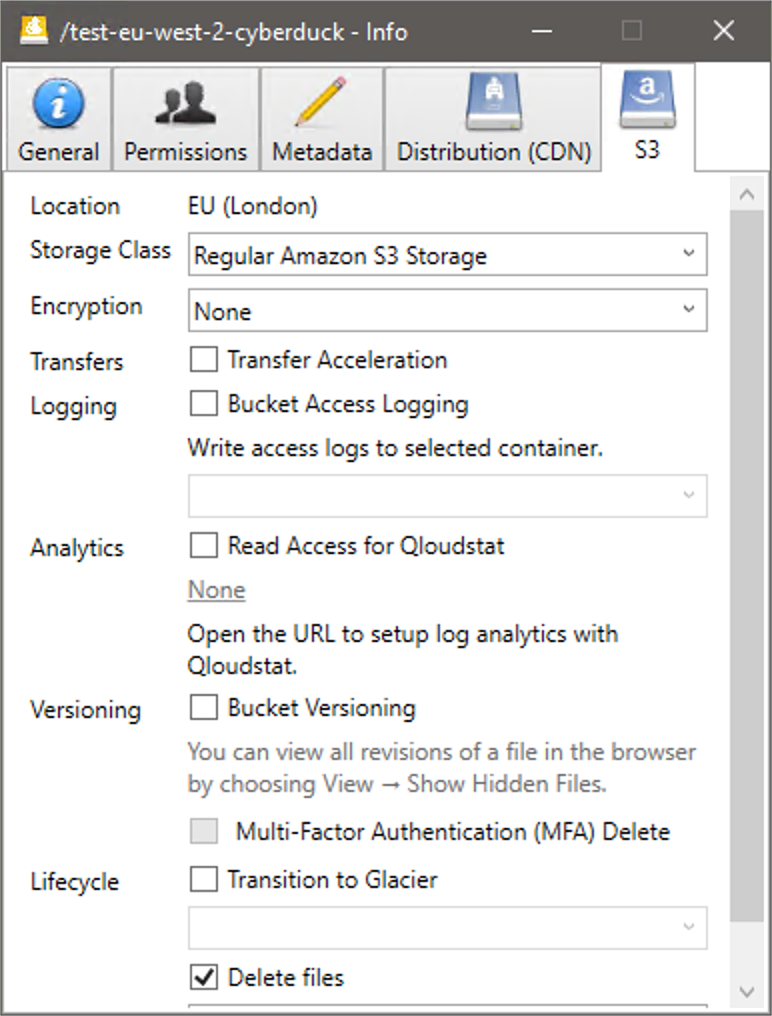 /test-eu-west-2-cyberduck - Info
General Permissions Metadata Distribution (CDN) S3
Location EU (London)
Storage Class Regular Amazon S3 Storage
Encryption None
Transfers Transfer Acceleration
Logging Bucket Access Logging
Write access logs to selected container.
Analytics Read Access for Qloudstat
None
Open the URL to setup log analytics with
Qloudstat.
Versioning Bucket Versioning
You can view all revisions of a file in the browser
by choosing View → Show Hidden Files.
Multi-Factor Authentication (MFA) Delete
Lifecycle Transition to Glacier
Delete files